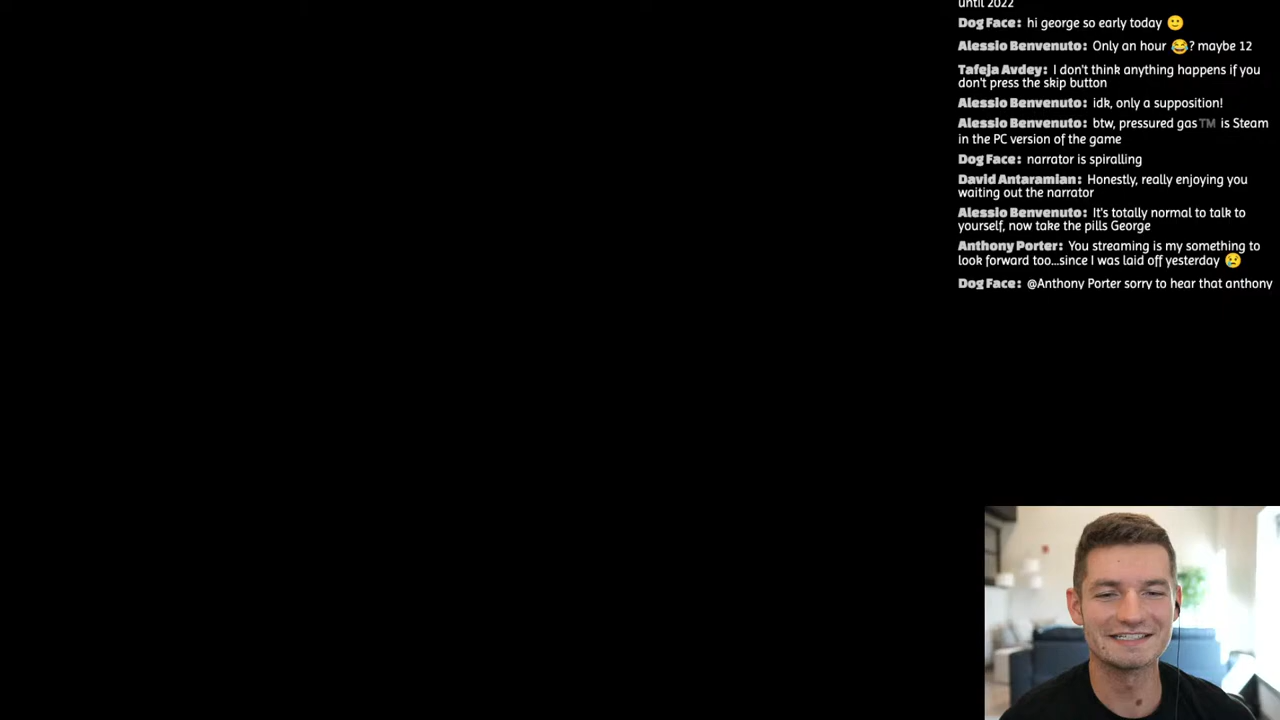 until 2022
Dog Face: hi george so early today 🙂
Alessio Benvenuto: Only an hour 😂? maybe 12
Tafeja Avdey: I don't think anything happens if you
don't press the skip button
Alessio Benvenuto: idk, only a supposition!
Alessio Benvenuto: btw, pressured gas™️ is Steam
in the PC version of the game
Dog Face: narrator is spiralling
David Antaramian: Honestly, really enjoying you
waiting out the narrator
Alessio Benvenuto: It's totally normal to talk to
yourself, now take the pills George
Anthony Porter: You streaming is my something to
look forward too...since I was laid off yesterday 😢
Dog Face: @Anthony Porter sorry to hear that anthony